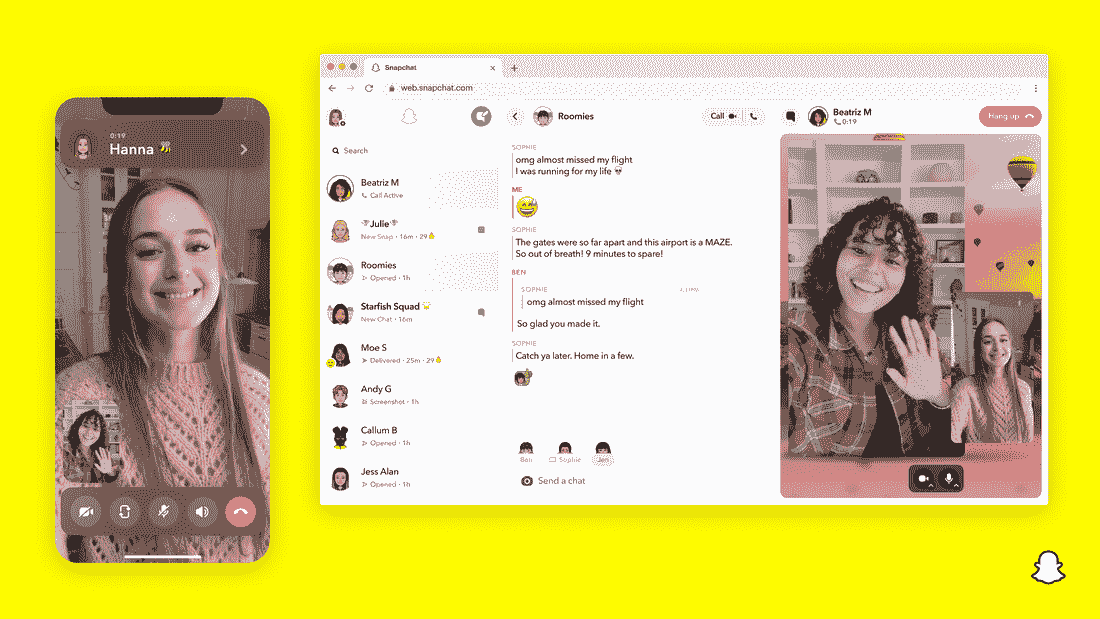 0:19
Hanna
Snapchat
web.snapchat.com
Search
Beatriz M
Call Active
Julie
New Snap · 16m · 29
Roomies
Opened · 1h
Starfish Squad
New Chat · 16m
Moe S
Delivered · 25m · 29
Andy G
Screenshot · 1h
Callum B
Opened · 1h
Jess Alan
Opened · 1h
Roomies
Call
SOPHIE
omg almost missed my flight
I was running for my life
ME
SOPHIE
The gates were so far apart and this airport is a MAZE.
So out of breath! 9 minutes to spare!
BEN
SOPHIE
omg almost missed my flight
So glad you made it.
SOPHIE
Catch ya later. Home in a few.
Ben
Sophie
Jen
Send a chat
Beatriz M
0:19
Hang up